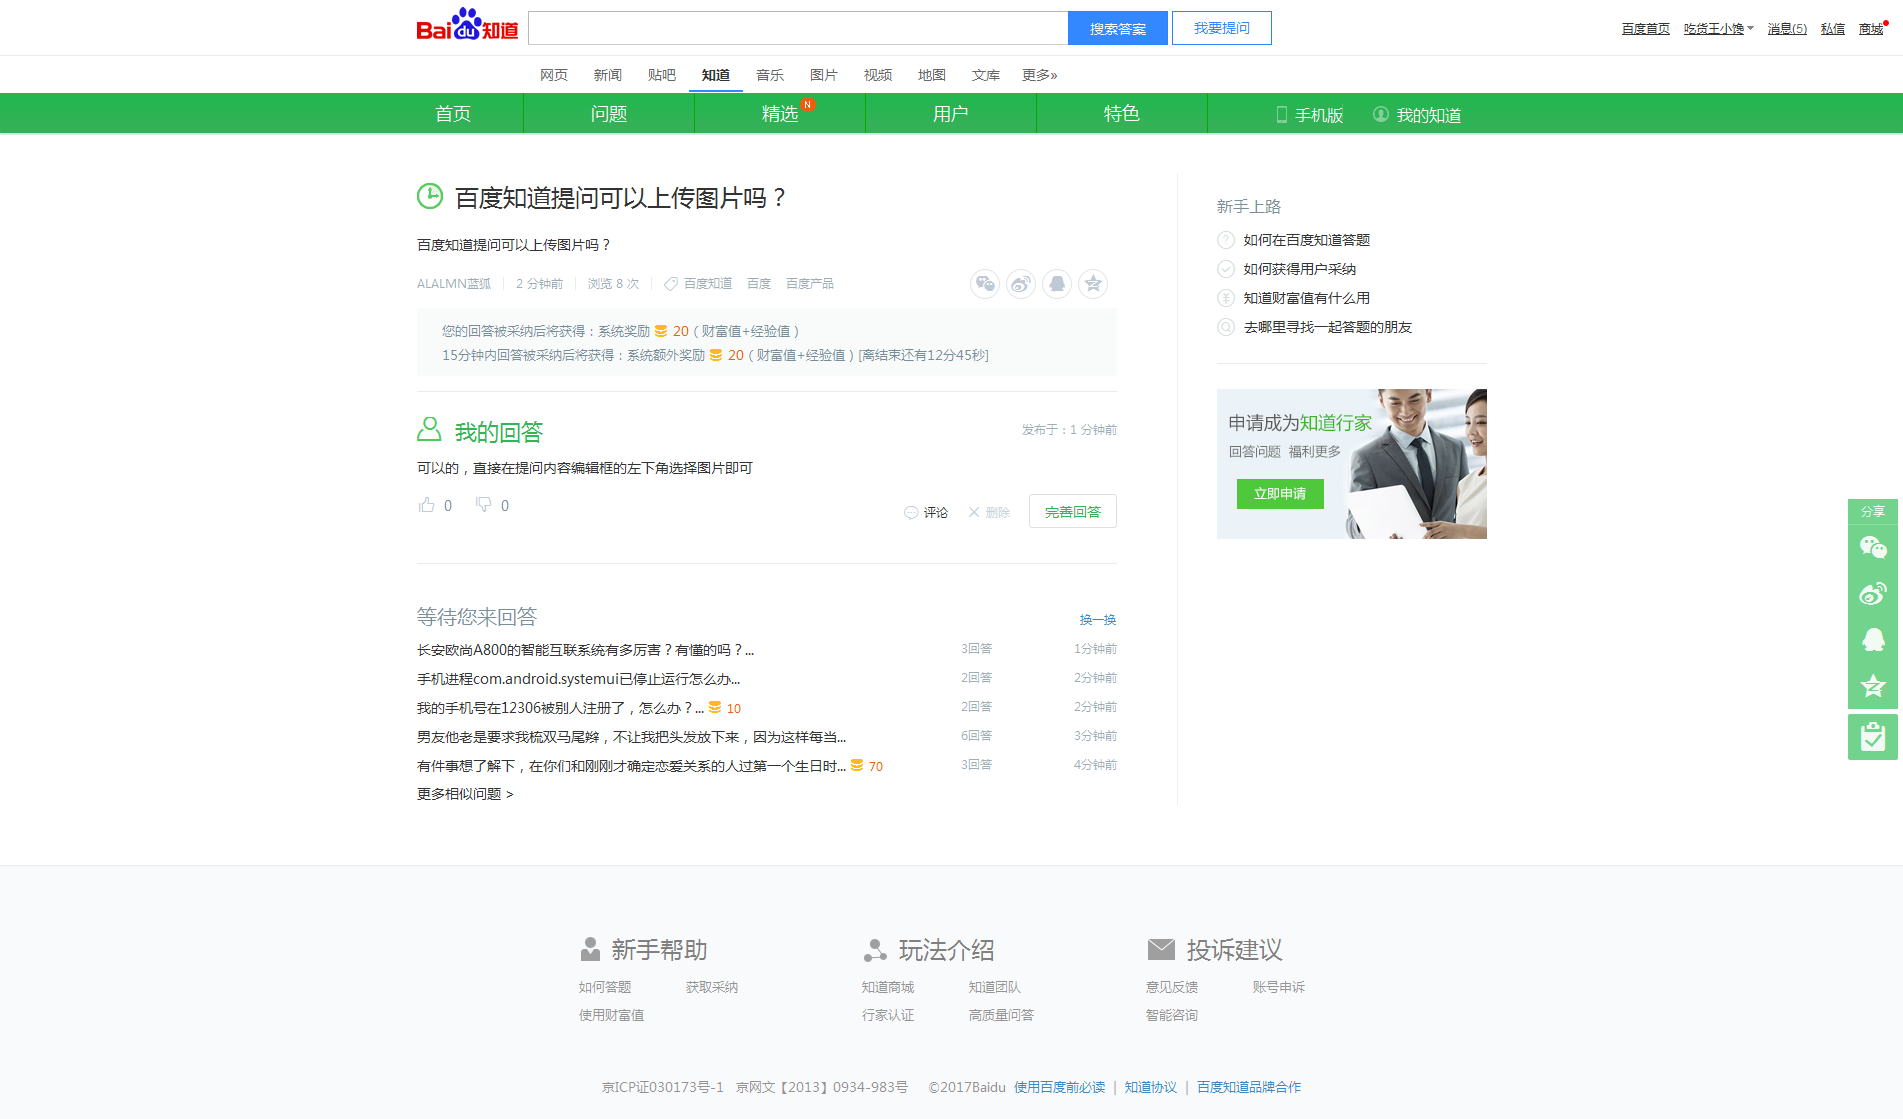 Bai du 知道
搜索答案 我要提问
百度首页 吃货王小馋 消息(5) 私信 商城
网页 新闻 贴吧 知道 音乐 图片 视频 地图 文库 更多»
首页 问题 精选 N 用户 特色 手机版 我的知道
百度知道提问可以上传图片吗？
百度知道提问可以上传图片吗？
ALALMN蓝狐 2 分钟前 浏览 8 次 百度知道 百度 百度产品
您的回答被采纳后将获得：系统奖励 20（财富值+经验值）
15分钟内回答被采纳后将获得：系统额外奖励 20（财富值+经验值）[离结束还有12分45秒]
我的回答 发布于：1 分钟前
可以的，直接在提问内容编辑框的左下角选择图片即可
0 0
评论 删除 完善回答
等待您来回答 换一换
长安欧尚A800的智能互联系统有多厉害？有懂的吗？... 3回答 1分钟前
手机进程com.android.systemui已停止运行怎么办... 2回答 2分钟前
我的手机号在12306被别人注册了，怎么办？... 10 2回答 2分钟前
男友他老是要求我梳双马尾辫，不让我把头发放下来，因为这样每当... 6回答 3分钟前
有件事想了解下，在你们和刚刚才确定恋爱关系的人过第一个生日时... 70 3回答 4分钟前
更多相似问题 >
新手上路
如何在百度知道答题
如何获得用户采纳
知道财富值有什么用
去哪里寻找一起答题的朋友
申请成为知道行家
回答问题 福利更多
立即申请
分享
新手帮助
如何答题 获取采纳
使用财富值
玩法介绍
知道商城 知道团队
行家认证 高质量问答
投诉建议
意见反馈 账号申诉
智能咨询
京ICP证030173号-1 京网文【2013】0934-983号 ©2017Baidu 使用百度前必读 | 知道协议 | 百度知道品牌合作